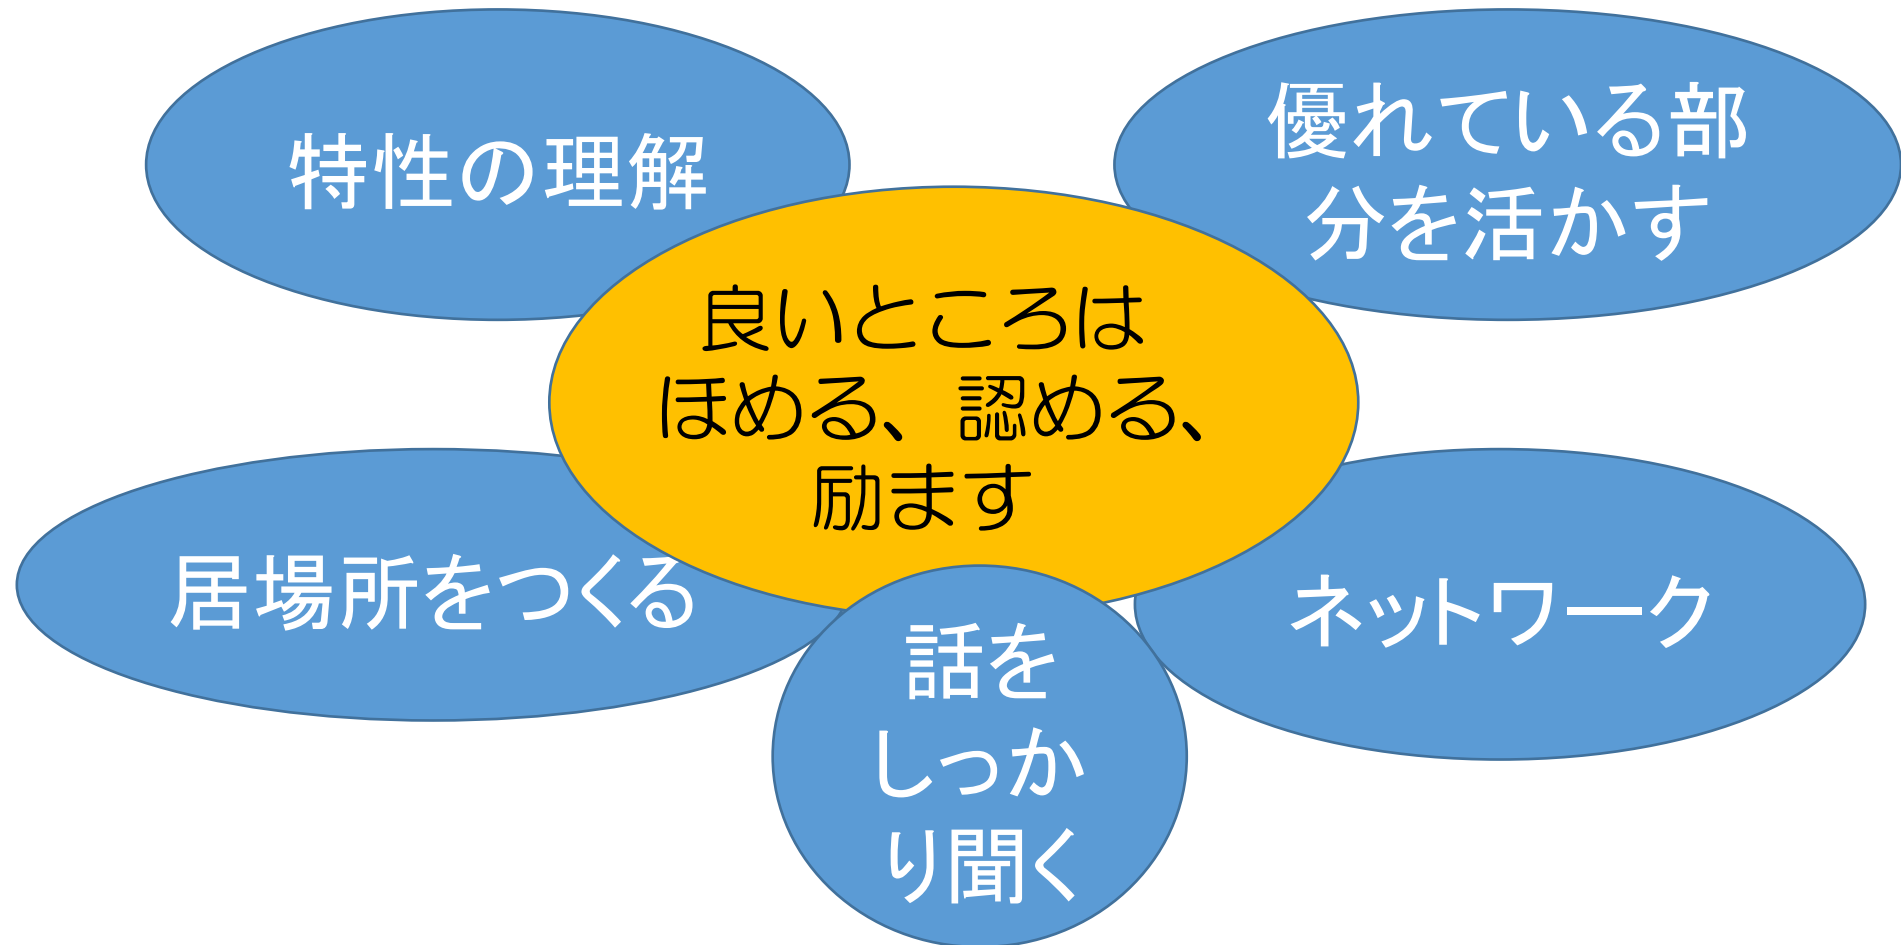 特性の理解
優れている部
分を活かす
良いところは
ほめる、認める、
励ます
居場所をつくる
ネットワーク
話を
しっか
り聞く